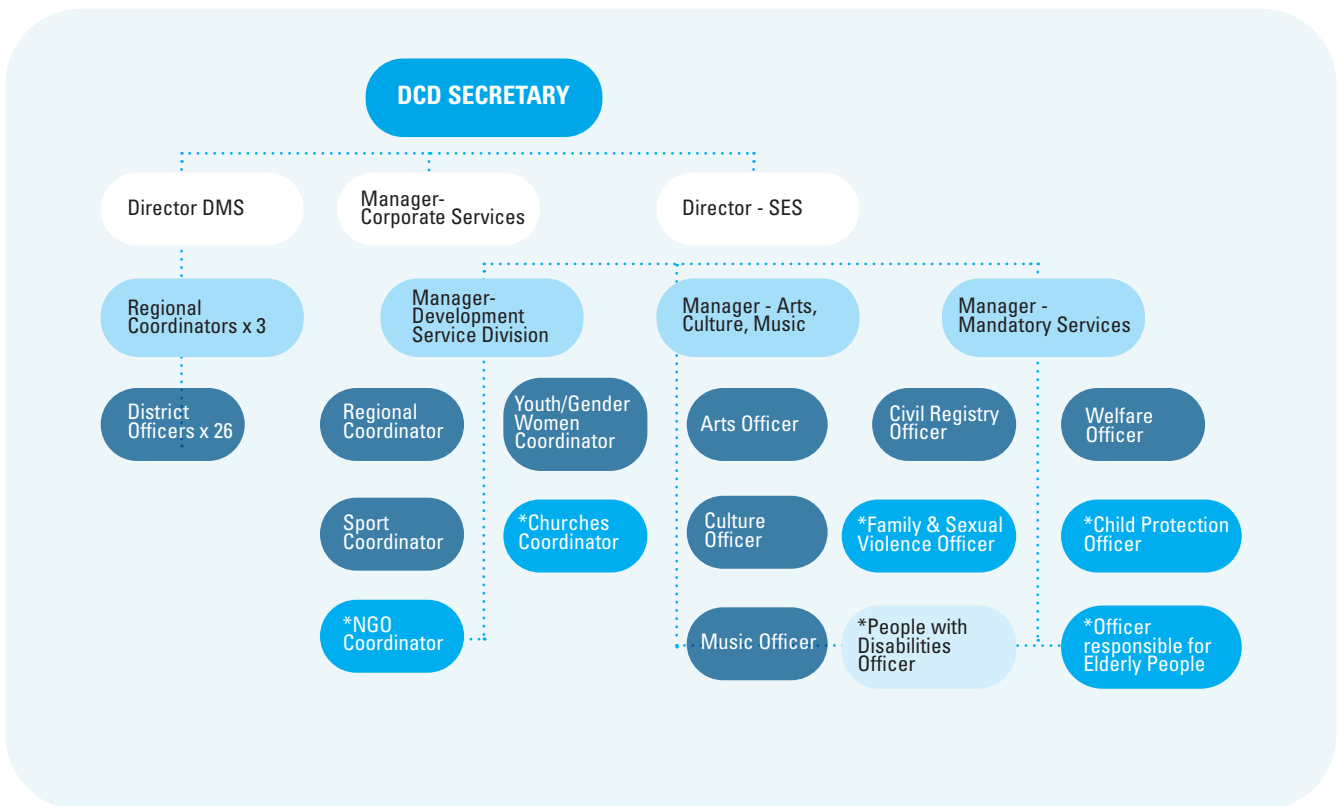 DCD SECRETARY
Director DMS
Manager-
Corporate Services
Director - SES
Regional
Coordinators x 3
Manager-
Development
Service Division
Manager - Arts,
Culture, Music
Manager -
Mandatory Services
District
Officers x 26
Regional
Coordinator
Youth/Gender
Women
Coordinator
Arts Officer
Civil Registry
Officer
Welfare
Officer
Sport
Coordinator
*Churches
Coordinator
Culture
Officer
*Family & Sexual
Violence Officer
*Child Protection
Officer
*NGO
Coordinator
Music Officer
*People with
Disabilities
Officer
*Officer
responsible for
Elderly People